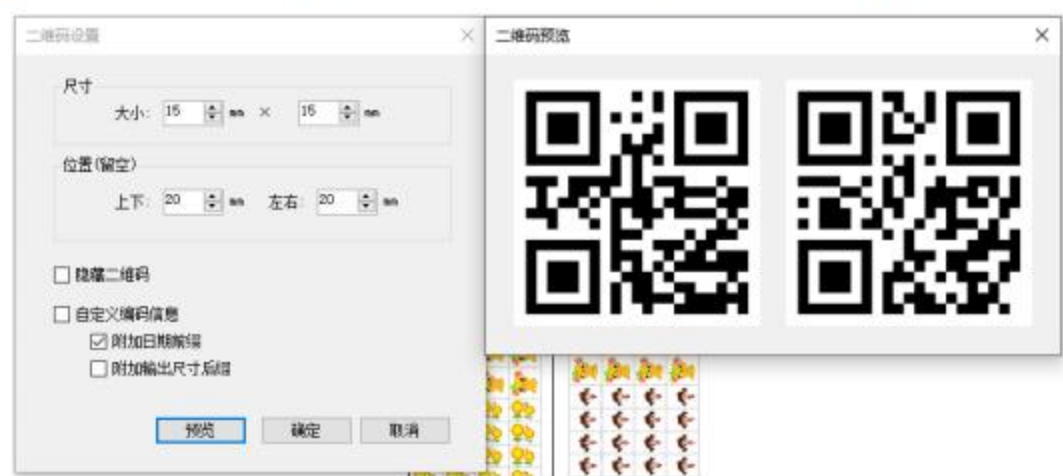 二维码设置
尺寸
大小: 15 mm × 15 mm
位置(留空)
上下: 20 mm 左右: 20 mm
隐藏二维码
自定义编码信息
附加日期前缀
附加输出尺寸后缀
预览 确定 取消
二维码预览